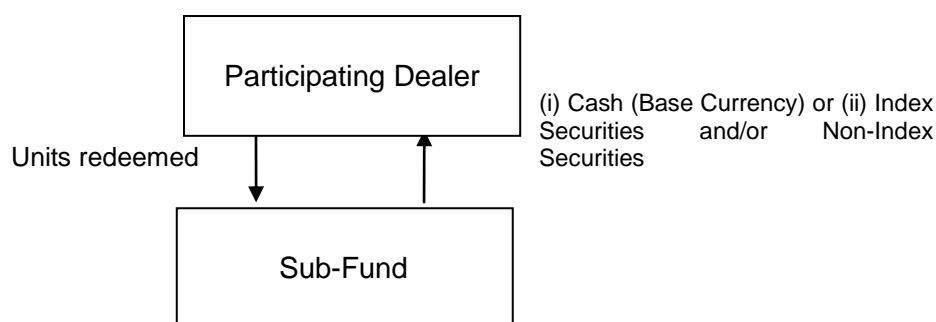 Participating Dealer
(i) Cash (Base Currency) or (ii) Index
Securities and/or Non-Index
Securities
Units redeemed
Sub-Fund